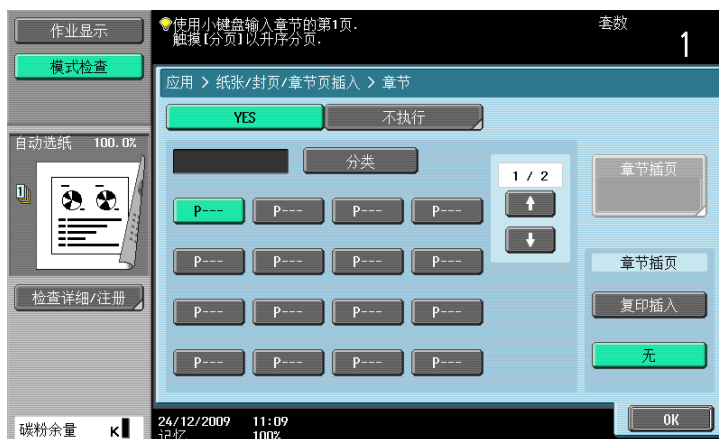 作业显示
模式检查
使用小键盘输入章节的第1页.
触摸[分页]以升序分页.
套数
1
应用 > 纸张/封页/章节页插入 > 章节
YES
不执行
自动选纸 100.0%
1
分类
1 / 2
章节插页
P---
P---
P---
P---
P---
P---
P---
P---
章节插页
检查详细/注册
复印插入
P---
P---
P---
P---
无
P---
P---
P---
P---
OK
碳粉余量 K
24/12/2009 11:09
记忆 100%